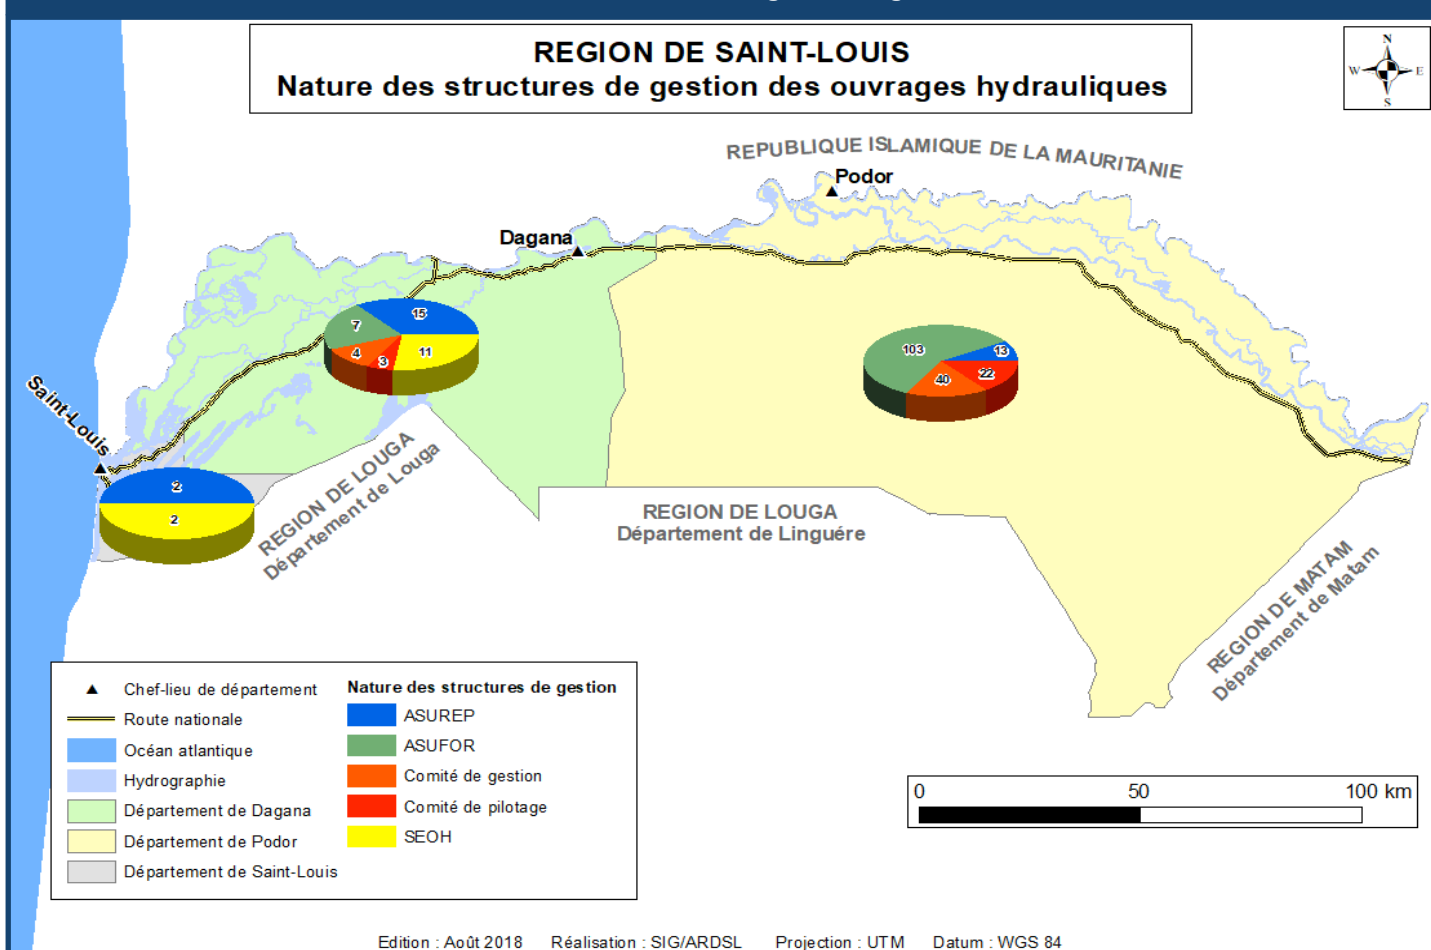 REGION DE SAINT-LOUIS
Nature des structures de gestion des ouvrages hydrauliques
N
W E
S
REPUBLIQUE ISLAMIQUE DE LA MAURITANIE
Podor
Dagana
15
7
4
3
11
103
13
40
22
Saint-Louis
2
2
REGION DE LOUGA
Département de Louga
REGION DE LOUGA
Département de Linguére
REGION DE MATAM
Département de Matam
Chef-lieu de département
Route nationale
Océan atlantique
Hydrographie
Département de Dagana
Département de Podor
Département de Saint-Louis
Nature des structures de gestion
ASUREP
ASUFOR
Comité de gestion
Comité de pilotage
SEOH
0 50 100 km
Edition : Août 2018 Réalisation : SIG/ARDSL Projection : UTM Datum : WGS 84